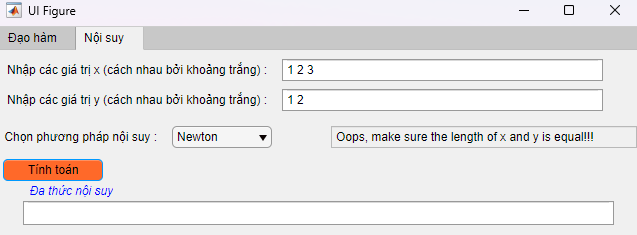 UI Figure
Đạo hàm Nội suy
Nhập các giá trị x (cách nhau bởi khoảng trắng) : 1 2 3
Nhập các giá trị y (cách nhau bởi khoảng trắng) : 1 2
Chọn phương pháp nội suy : Newton Oops, make sure the length of x and y is equal!!!
Tính toán
Đa thức nội suy